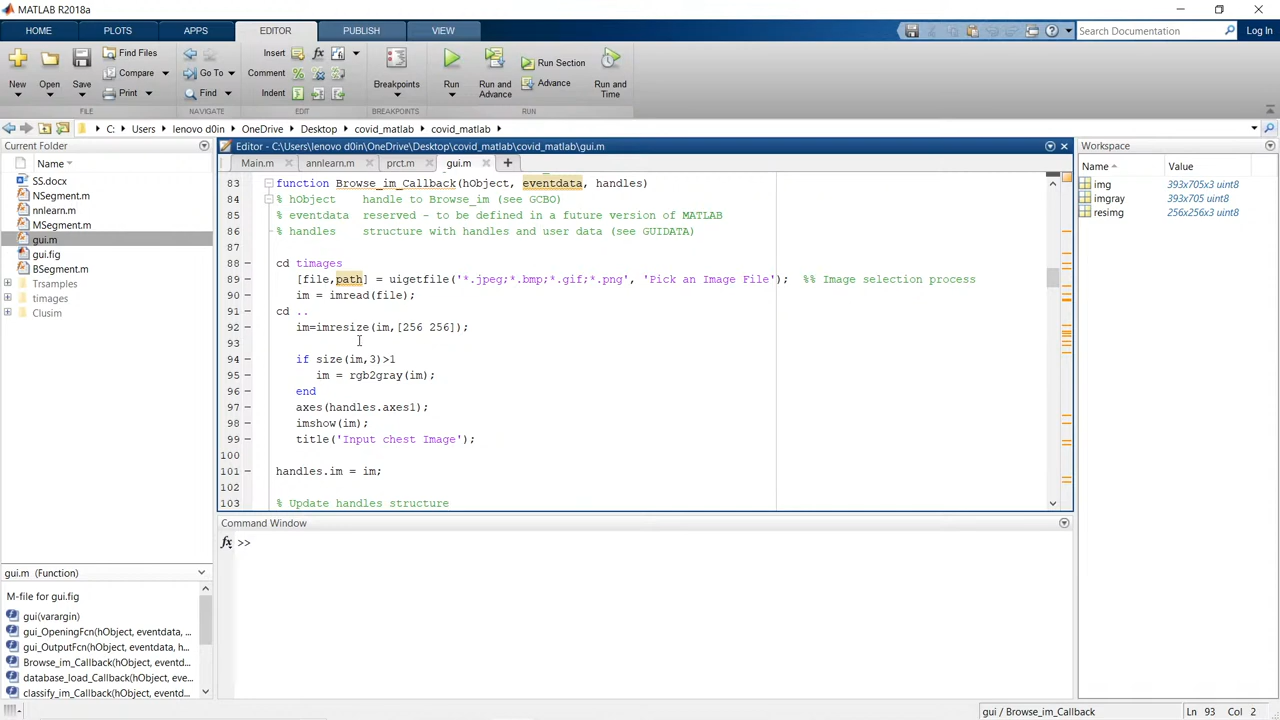 MATLAB R2018a
HOME PLOTS APPS EDITOR PUBLISH VIEW Search Documentation Log In
New Open Save Find Files Compare Print Go To Find Insert Comment Indent fx Breakpoints Run Run and Advance Run Section Advance Run and Time
FILE NAVIGATE EDIT BREAKPOINTS RUN
C: Users lenovo d0in OneDrive Desktop covid_matlab covid_matlab
Current Folder
Name
SS.docx
NSegment.m
nnlearn.m
MSegment.m
gui.m
gui.fig
BSegment.m
Trsamples
timages
Clusim
gui.m (Function)
M-file for gui.fig
gui(varargin)
gui_OpeningFcn(hObject, eventdata, ...
gui_OutputFcn(hObject, eventdata, h...
Browse_im_Callback(hObject, eventd...
database_load_Callback(hObject, eve...
classify_im_Callback(hObject, eventd...
Editor - C:\Users\lenovo d0in\OneDrive\Desktop\covid_matlab\covid_matlab\gui.m
Main.m annlearn.m prct.m gui.m
83 function Browse_im_Callback(hObject, eventdata, handles)
84 % hObject    handle to Browse_im (see GCBO)
85 % eventdata  reserved - to be defined in a future version of MATLAB
86 % handles    structure with handles and user data (see GUIDATA)
87
88 cd timages
89 [file,path] = uigetfile('*.jpeg;*.bmp;*.gif;*.png', 'Pick an Image File');  %% Image selection process
90 im = imread(file);
91 cd ..
92 im=imresize(im,[256 256]);
93
94 if size(im,3)>1
95 im = rgb2gray(im);
96 end
97 axes(handles.axes1);
98 imshow(im);
99 title('Input chest Image');
100
101 handles.im = im;
102
103 % Update handles structure
Command Window
fx >>
Workspace
Name Value
img 393x705x3 uint8
imgray 393x705 uint8
resimg 256x256x3 uint8
gui / Browse_im_Callback Ln 93 Col 2